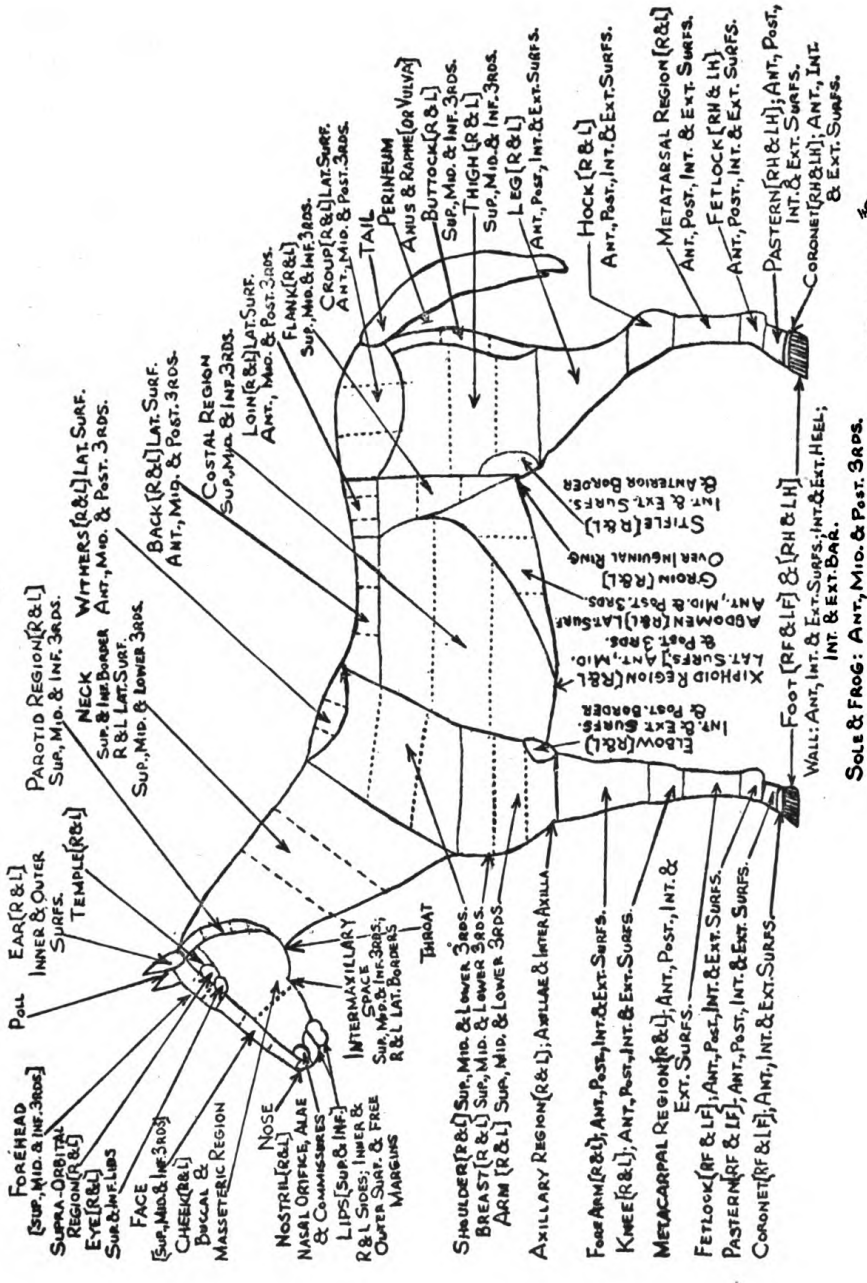 FOREHEAD
[SUP., MID. & INF. 3RDS.]
SUPRA-ORBITAL
REGION [R&L]
EYE [R&L]
SUP. & INF. LIDS
FACE
[SUP., MID. & INF. 3RDS]
CHEEK [R&L]
BUCCAL &
MASSETERIC REGION
NOSE
NOSTRIL [R&L]
NASAL ORIFICE, ALAE
& COMMISSURES
LIPS [SUP. & INF.]
R & L SIDES; INNER &
OUTER SURF. & FREE
MARGINS
POLL
EAR [R & L]
INNER & OUTER
SURFS.
TEMPLE [R&L]
PAROTID REGION [R&L]
SUP., MID. & INF. 3RDS.
NECK
SUP. & INF. BORDER
R & L LAT. SURF.
SUP., MID. & LOWER 3RDS.
WITHERS [R&L] LAT. SURF.
ANT., MID. & POST. 3RDS.
BACK [R&L] LAT. SURF.
ANT., MID. & POST. 3RDS.
COSTAL REGION
SUP., MID. & INF. 3RDS.
LOIN [R&L] LAT. SURF.
ANT., MID. & POST. 3RDS.
FLANK [R&L]
SUP., MID. & INF. 3RDS.
CROUP [R&L] LAT. SURF.
ANT., MID. & POST. 3RDS.
TAIL
PERINEUM
ANUS & RAPHE [OR VULVA]
BUTTOCK [R&L]
SUP., MID. & INF. 3RDS.
THIGH [R & L]
SUP., MID. & INF. 3RDS.
LEG [R & L]
ANT., POST., INT. & EXT. SURFS.
HOCK [R & L]
ANT., POST., INT. & EXT. SURFS.
METATARSAL REGION [R&L]
ANT., POST., INT. & EXT. SURFS.
FETLOCK [RH & LH]
ANT., POST., INT. & EXT. SURFS.
PASTERN [RH & LH]; ANT., POST.,
INT. & EXT. SURFS.
CORONET [RH & LH]; ANT., INT.
& EXT. SURFS.
INTERMAXILLARY
SPACE
SUP., MID. & INF. 3RDS.;
R & L LAT. BORDERS
THROAT
SHOULDER [R&L] SUP., MID. & LOWER 3RDS.
BREAST [R&L] SUP., MID. & LOWER 3RDS.
ARM [R & L] SUP., MID. & LOWER 3RDS.
AXILLARY REGION [R&L]; AXILLAE & INTER AXILLA
FOREARM [R&L]; ANT., POST., INT. & EXT. SURFS.
KNEE [R&L]; ANT., POST., INT. & EXT. SURFS.
METACARPAL REGION [R&L]; ANT., POST., INT. &
EXT. SURFS.
FETLOCK [RF & LF]; ANT., POST., INT. & EXT. SURFS.
PASTERN [RF & LF]; ANT., POST., INT. & EXT SURFS.
CORONET [RF & LF]; ANT., INT. & EXT. SURFS.
ELBOW [R&L]
INT. & EXT. SURFS.
& POST. BORDER
XIPHOID REGION [R&L
LAT. SURFS] ANT., MID.
& POST. 3RDS.
ABDOMEN [R&L] LAT. SURF.
ANT., MID. & POST. 3RDS.
GROIN [R&L]
OVER INGUINAL RING
STIFLE [R&L]
INT. & EXT. SURFS.
& ANTERIOR BORDER
FOOT [RF & LF] & [RH & LH]
WALL: ANT., INT. & EXT. SURFS.; INT. & EXT. HEEL;
INT. & EXT. BAR.
SOLE & FROG: ANT., MID. & POST. 3RDS.